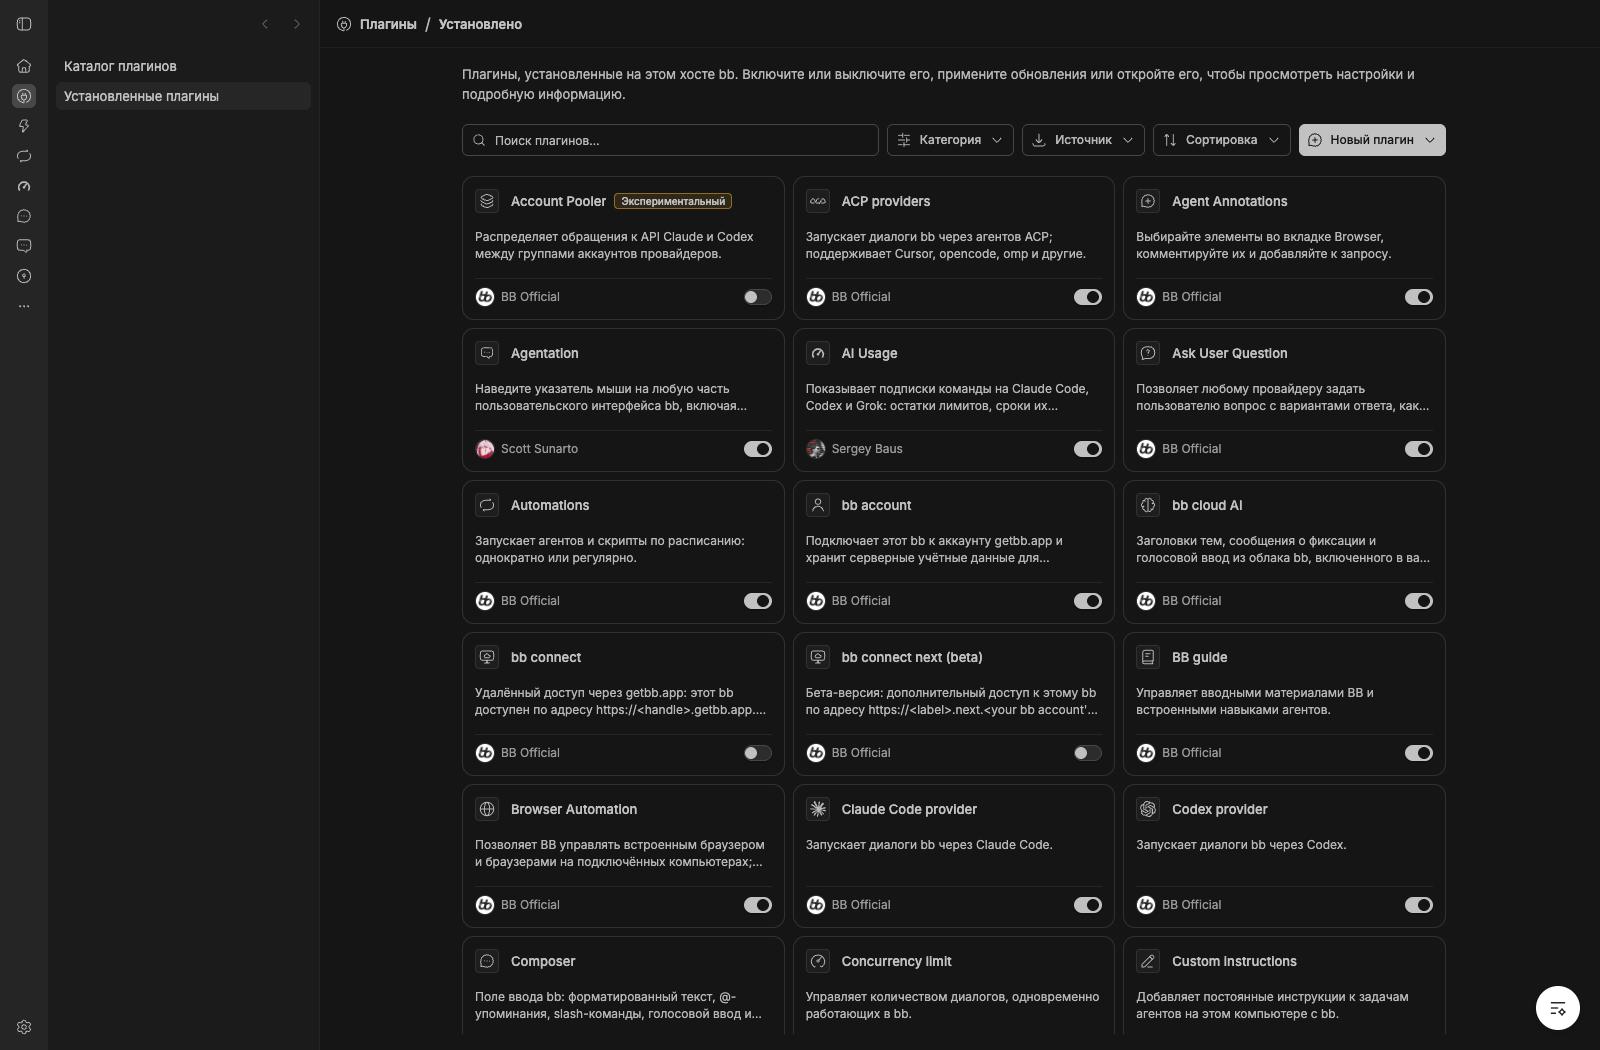 Плагины / Установлено
Каталог плагинов
Установленные плагины
Плагины, установленные на этом хосте bb. Включите или выключите его, примените обновления или откройте его, чтобы просмотреть настройки и
подробную информацию.
Поиск плагинов...
Категория
Источник
Сортировка
Новый плагин
Account Pooler
Экспериментальный
Распределяет обращения к API Claude и Codex
между группами аккаунтов провайдеров.
BB Official
ACP providers
Запускает диалоги bb через агентов ACP;
поддерживает Cursor, opencode, omp и другие.
BB Official
Agent Annotations
Выбирайте элементы во вкладке Browser,
комментируйте их и добавляйте к запросу.
BB Official
Agentation
Наведите указатель мыши на любую часть
пользовательского интерфейса bb, включая...
Scott Sunarto
AI Usage
Показывает подписки команды на Claude Code,
Codex и Grok: остатки лимитов, сроки их...
Sergey Baus
Ask User Question
Позволяет любому провайдеру задать
пользователю вопрос с вариантами ответа, как...
BB Official
Automations
Запускает агентов и скрипты по расписанию:
однократно или регулярно.
BB Official
bb account
Подключает этот bb к аккаунту getbb.app и
хранит серверные учётные данные для...
BB Official
bb cloud AI
Заголовки тем, сообщения о фиксации и
голосовой ввод из облака bb, включенного в ва...
BB Official
bb connect
Удалённый доступ через getbb.app: этот bb
доступен по адресу https://<handle>.getbb.app....
BB Official
bb connect next (beta)
Бета-версия: дополнительный доступ к этому bb
по адресу https://<label>.next.<your bb account'...
BB Official
BB guide
Управляет вводными материалами BB и
встроенными навыками агентов.
BB Official
Browser Automation
Позволяет BB управлять встроенным браузером
и браузерами на подключённых компьютерах;...
BB Official
Claude Code provider
Запускает диалоги bb через Claude Code.
BB Official
Codex provider
Запускает диалоги bb через Codex.
BB Official
Composer
Поле ввода bb: форматированный текст, @-
упоминания, slash-команды, голосовой ввод и...
Concurrency limit
Управляет количеством диалогов, одновременно
работающих в bb.
Custom Instructions
Добавляет постоянные инструкции к задачам
агентов на этом компьютере с bb.